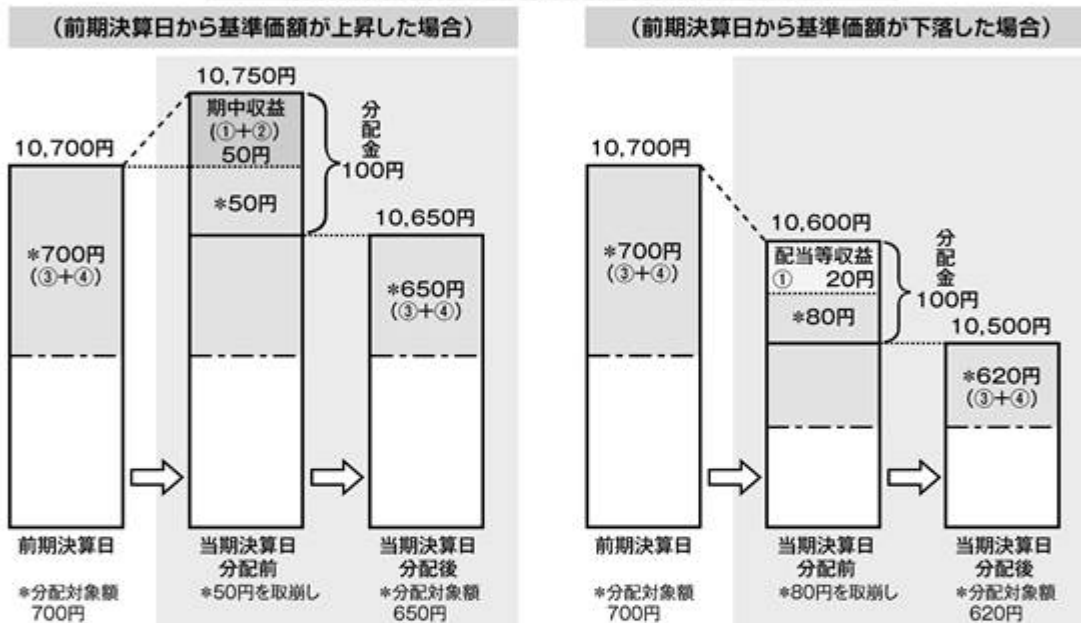 (前期決算日から基準価額が上昇した場合)
10,750円
期中収益
(①+②)
50円
*50円
分配金
100円
10,700円
*700円
(③+④)
10,650円
*650円
(③+④)
前期決算日
*分配対象額
700円
当期決算日
分配前
*50円を取崩し
当期決算日
分配後
*分配対象額
650円
(前期決算日から基準価額が下落した場合)
10,700円
*700円
(③+④)
10,600円
配当等収益
① 20円
*80円
分配金
100円
10,500円
*620円
(③+④)
前期決算日
*分配対象額
700円
当期決算日
分配前
*80円を取崩し
当期決算日
分配後
*分配対象額
620円